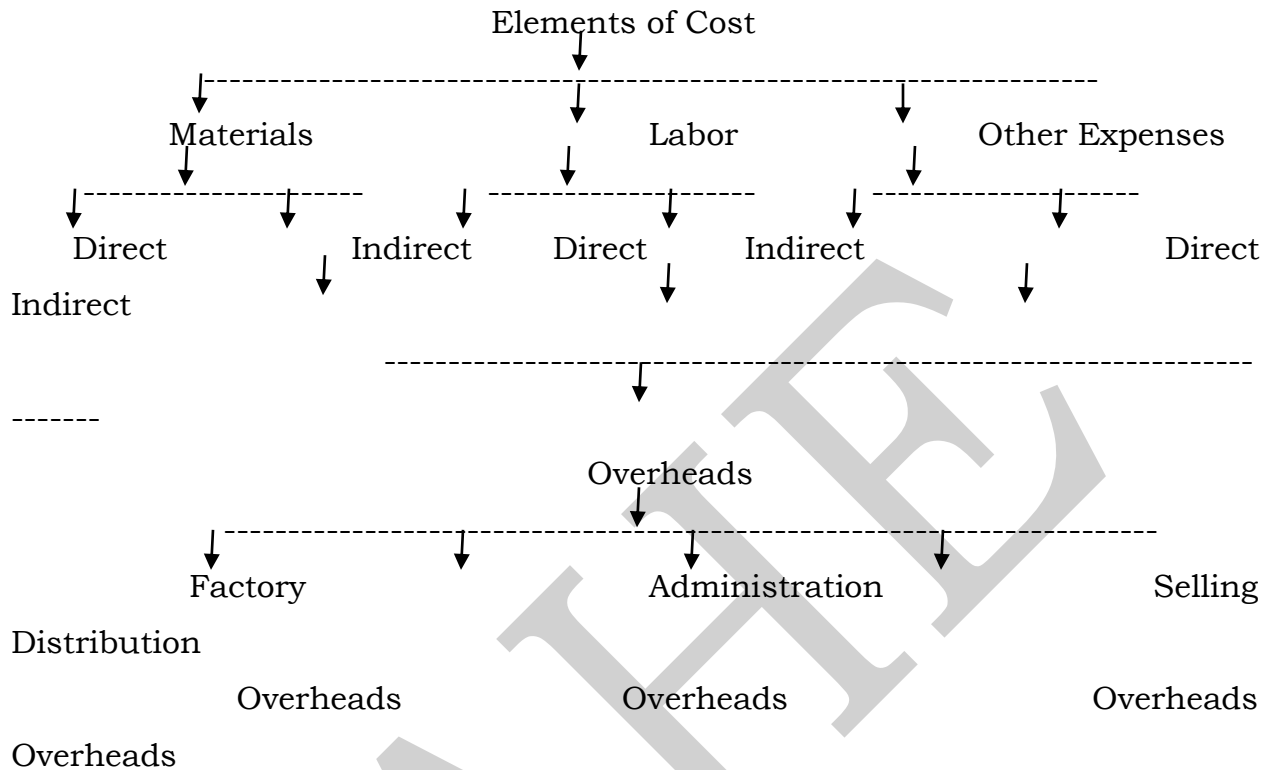 Elements of Cost
Materials Labor Other Expenses
Direct Indirect Direct Indirect Direct
Indirect
Overheads
Factory Administration Selling
Distribution
Overheads Overheads Overheads
Overheads